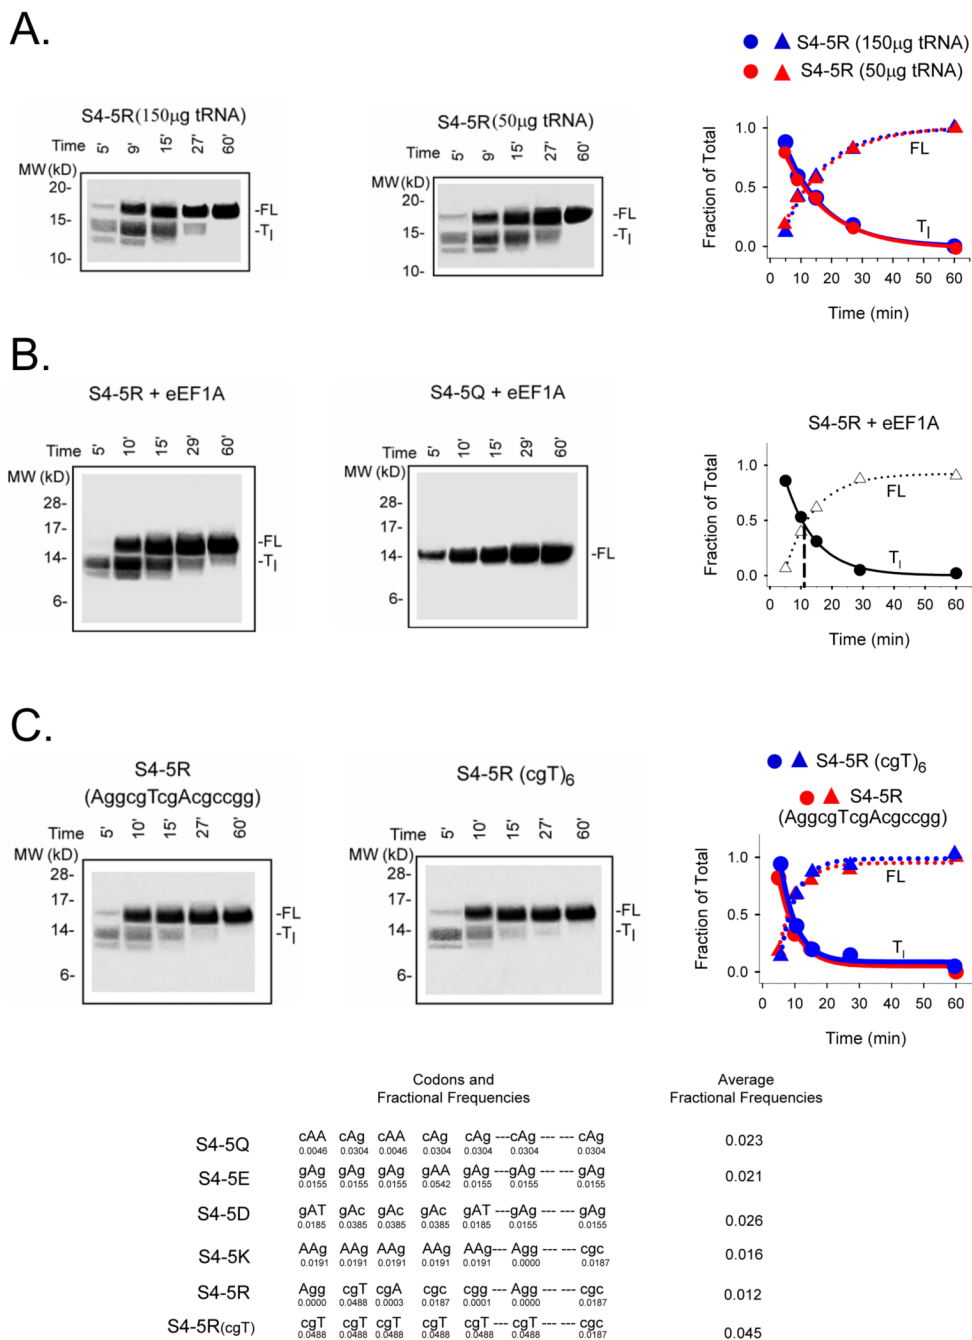 A.
S4-5R(150µg tRNA)
Time 5' 9' 15' 27' 60'
MW (kD)
20-
15-
10-
-FL
-TI
S4-5R(50µg tRNA)
Time 5' 9' 15' 27' 60'
MW (kD)
20-
15-
10-
-FL
-TI
S4-5R (150µg tRNA)
S4-5R (50µg tRNA)
Fraction of Total
1.0
0.5
0.0
FL
TI
0 10 20 30 40 50 60
Time (min)
B.
S4-5R + eEF1A
Time 5' 10' 15' 29' 60'
MW (kD)
28-
17-
14-
6-
-FL
-TI
S4-5Q + eEF1A
Time 5' 10' 15' 29' 60'
MW (kD)
28-
17-
14-
6-
-FL
S4-5R + eEF1A
Fraction of Total
1.0
0.5
0.0
FL
TI
0 10 20 30 40 50 60
Time (min)
C.
S4-5R
(AggcgTcgAcgccgg)
Time 5' 10' 15' 27' 60'
MW (kD)
28-
17-
14-
6-
-FL
-TI
S4-5R (cgT)6
Time 5' 10' 15' 27' 60'
MW (kD)
28-
17-
14-
6-
-FL
-TI
S4-5R (cgT)6
S4-5R
(AggcgTcgAcgccgg)
Fraction of Total
1.0
0.5
0.0
FL
TI
0 10 20 30 40 50 60
Time (min)
Codons and
Fractional Frequencies
Average
Fractional Frequencies
S4-5Q cAA cAg cAA cAg cAg ---cAg --- --- cAg 0.023
0.0046 0.0304 0.0046 0.0304 0.0304 0.0304 0.0304
S4-5E gAg gAg gAg gAA gAg ---gAg --- --- gAg 0.021
0.0155 0.0155 0.0155 0.0542 0.0155 0.0155 0.0155
S4-5D gAT gAc gAc gAc gAT ---gAg --- --- gAg 0.026
0.0185 0.0385 0.0385 0.0385 0.0185 0.0155 0.0155
S4-5K AAg AAg AAg AAg AAg--- Agg --- --- cgc 0.016
0.0191 0.0191 0.0191 0.0191 0.0191 0.0000 0.0187
S4-5R Agg cgT cgA cgc cgg --- Agg --- --- cgc 0.012
0.0000 0.0488 0.0003 0.0187 0.0001 0.0000 0.0187
S4-5R(cgT) cgT cgT cgT cgT cgT --- cgT --- --- cgc 0.045
0.0488 0.0488 0.0488 0.0488 0.0488 0.0488 0.0187